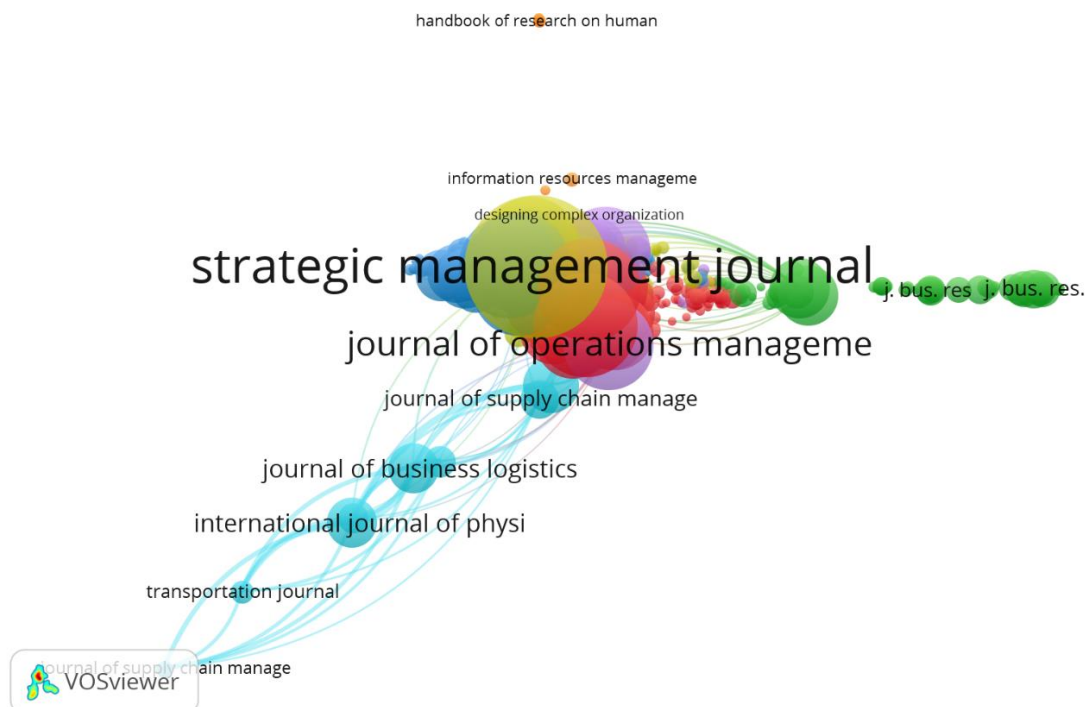 handbook of research on human
information resources manageme
designing complex organization
strategic management journal
j. bus. res
j. bus. res.
journal of operations manageme
journal of supply chain manage
journal of business logistics
international journal of physi
transportation journal
journal of supply chain manage
VOSviewer